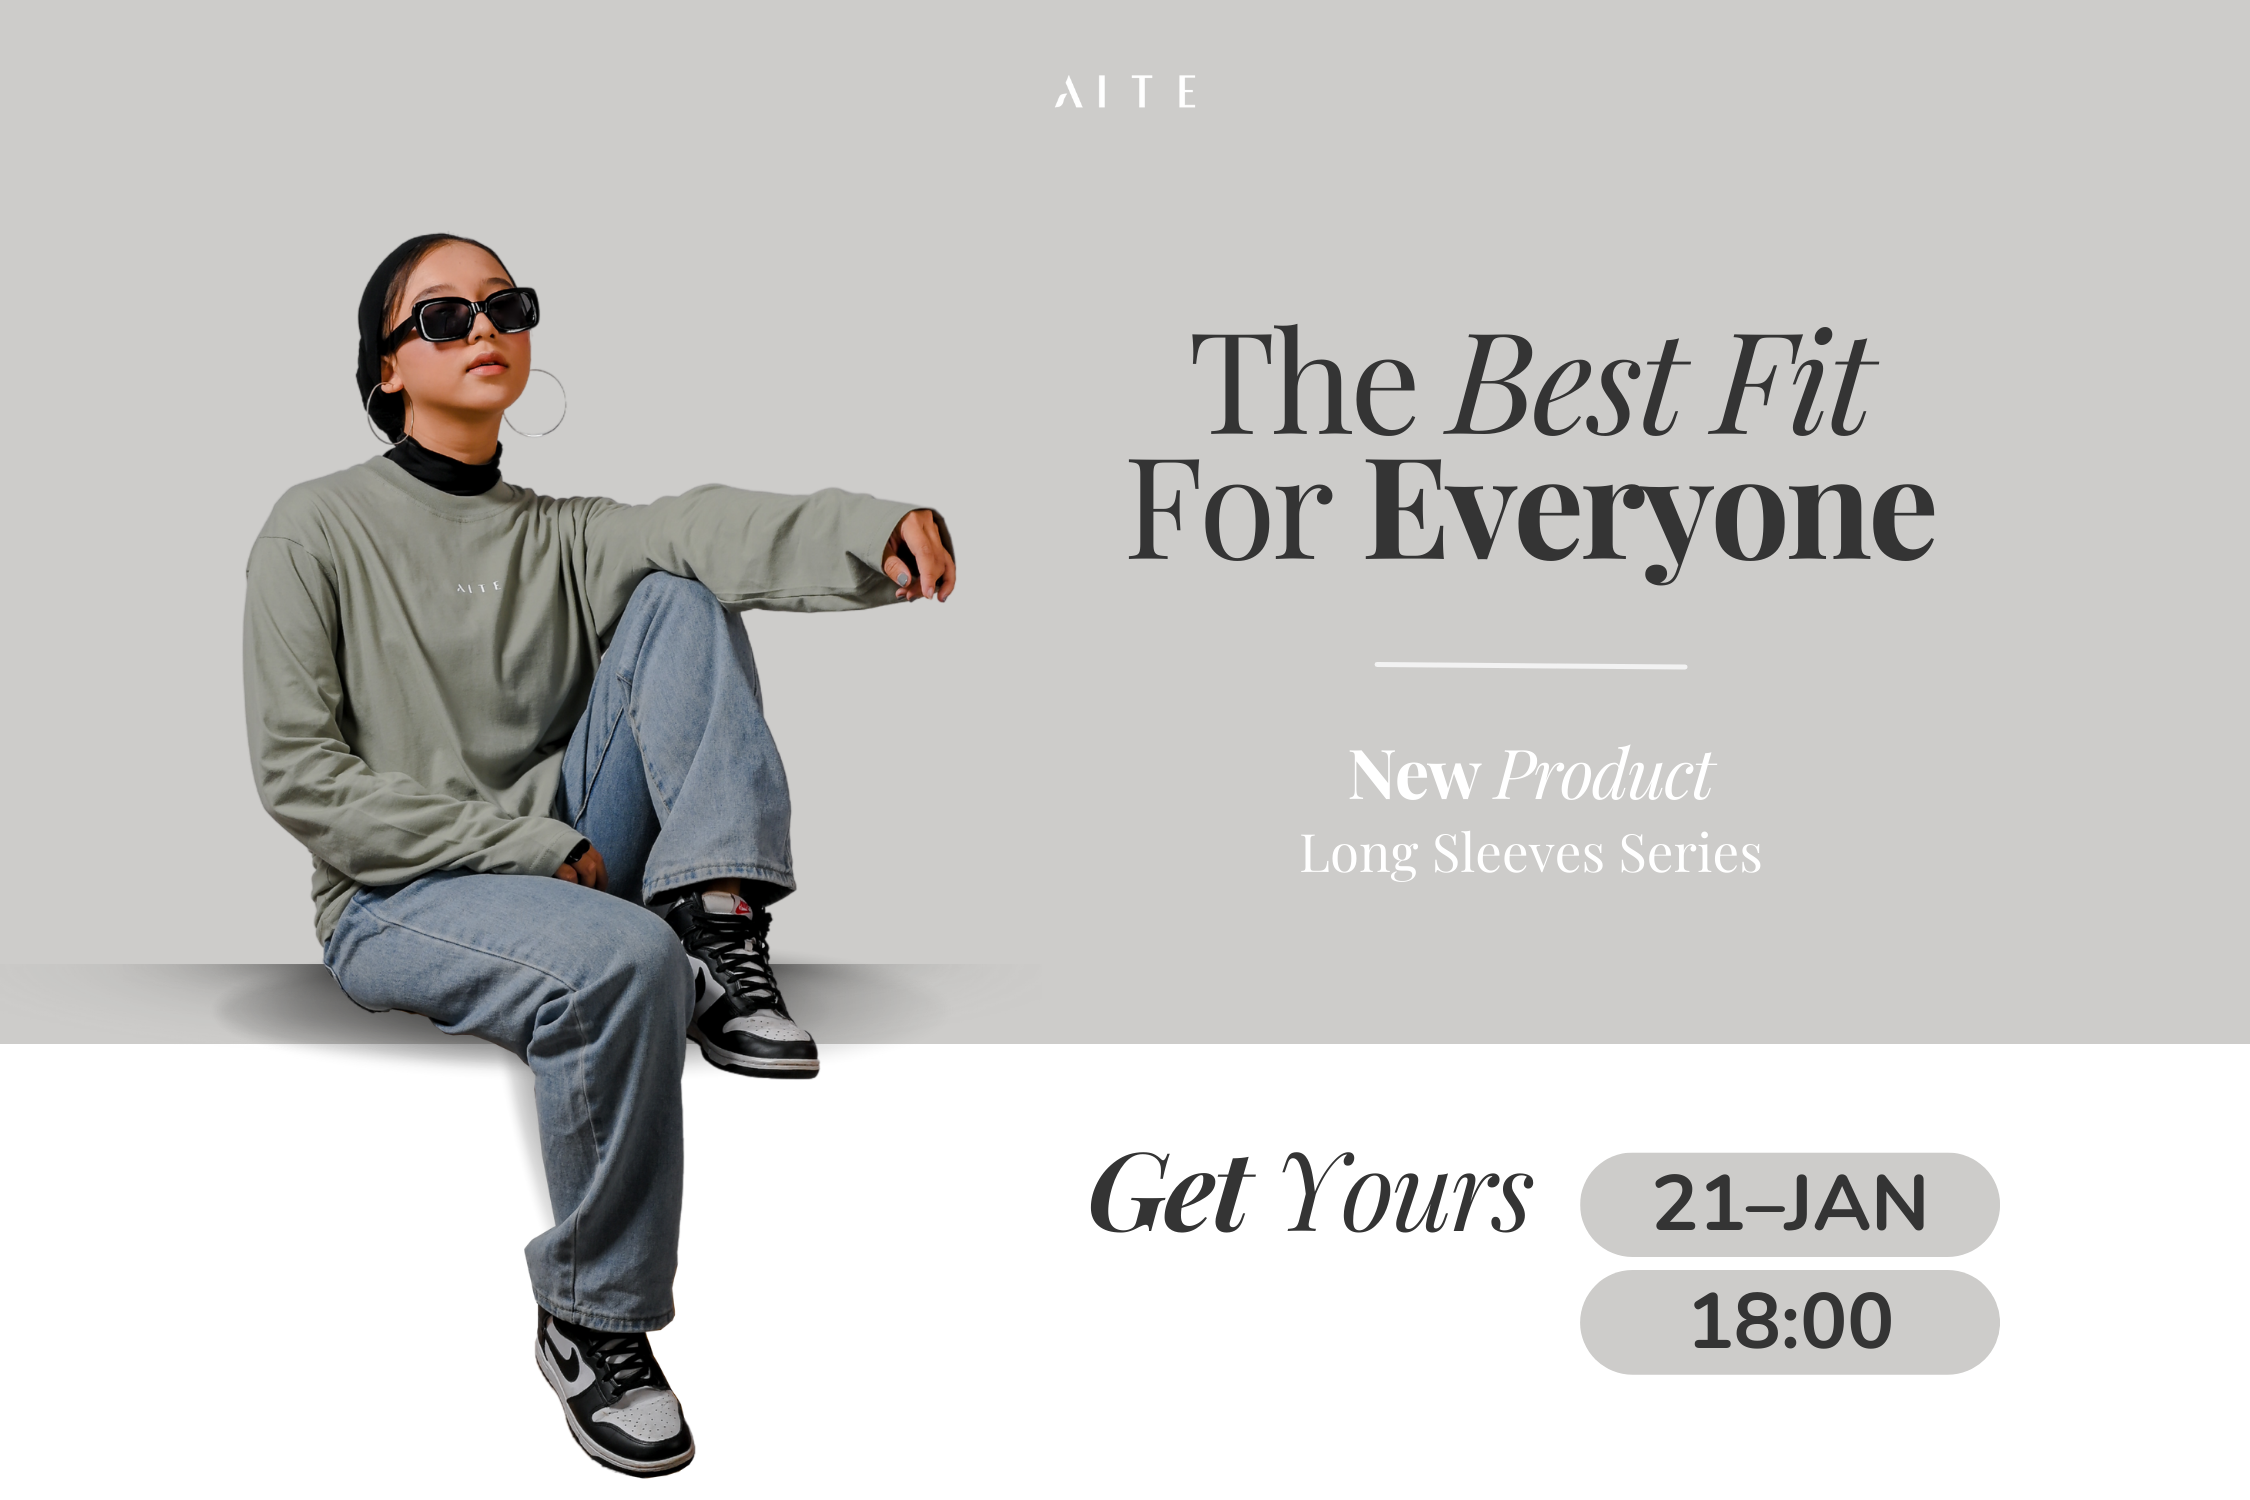 AITE
The Best Fit
For Everyone
AITE
New Product
Long Sleeves Series
Get Yours
21–JAN
18:00